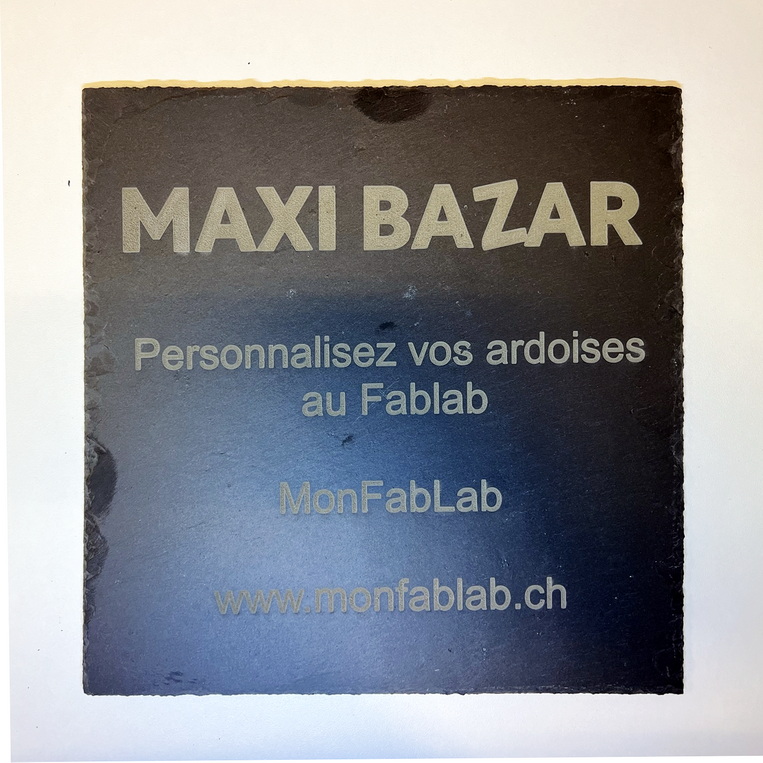 MAXI BAZAR
Personnalisez vos ardoises
au Fablab
MonFabLab
www.monfablab.ch